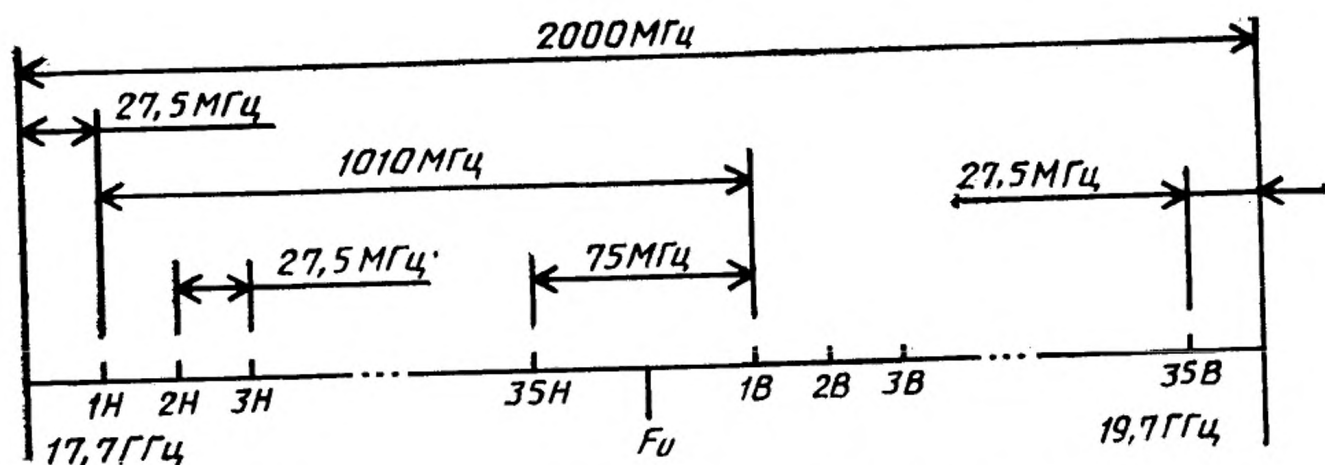 2000МГц
27,5МГц
1010МГц
27,5МГц
27,5МГц
75МГц
1Н 2Н 3Н ... 35Н 1В 2В 3В ... 35В
17,7ГГц Fо 19,7ГГц